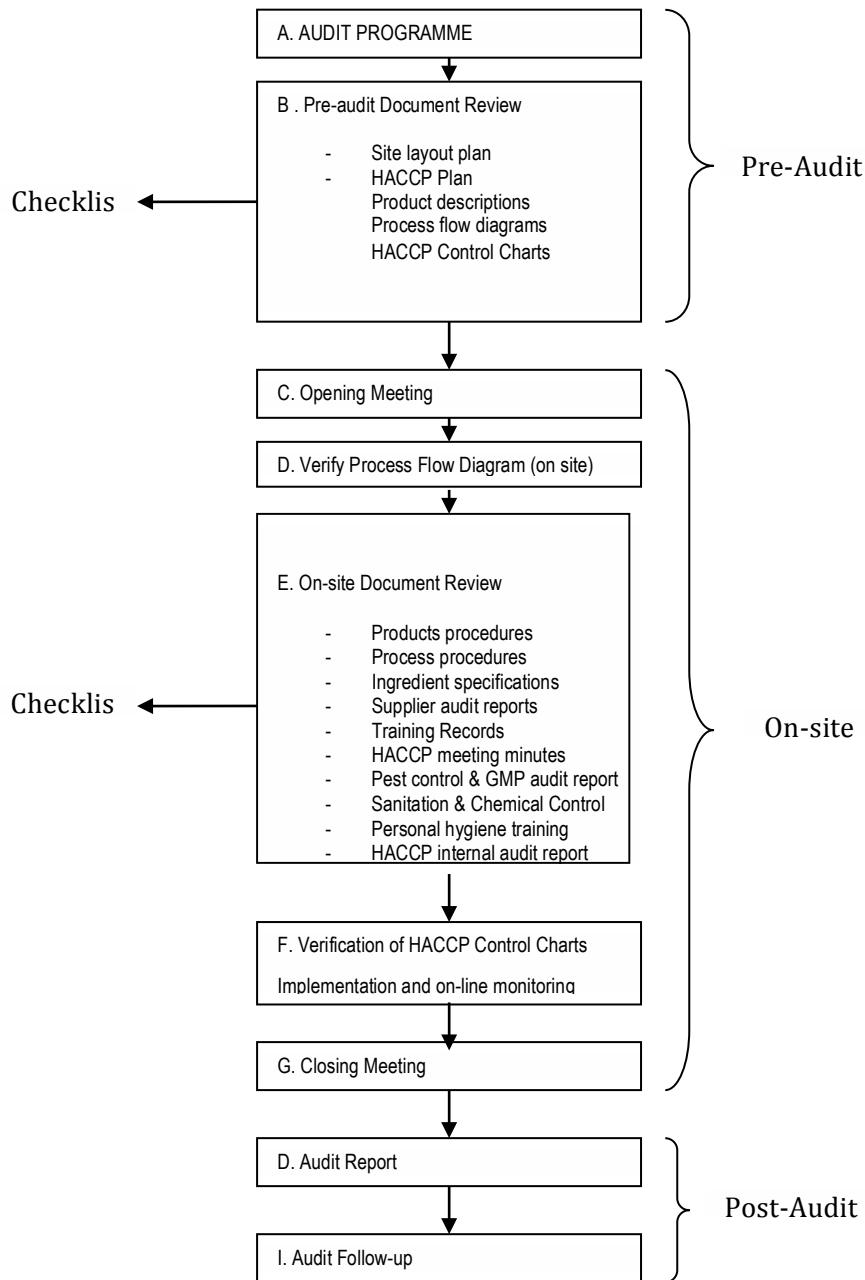 A. AUDIT PROGRAMME
B . Pre-audit Document Review
- Site layout plan
- HACCP Plan
Product descriptions
Process flow diagrams
HACCP Control Charts
Checklis
Pre-Audit
C. Opening Meeting
D. Verify Process Flow Diagram (on site)
E. On-site Document Review
- Products procedures
- Process procedures
- Ingredient specifications
- Supplier audit reports
- Training Records
- HACCP meeting minutes
- Pest control & GMP audit report
- Sanitation & Chemical Control
- Personal hygiene training
- HACCP internal audit report
Checklis
On-site
F. Verification of HACCP Control Charts
Implementation and on-line monitoring
G. Closing Meeting
D. Audit Report
Post-Audit
I. Audit Follow-up